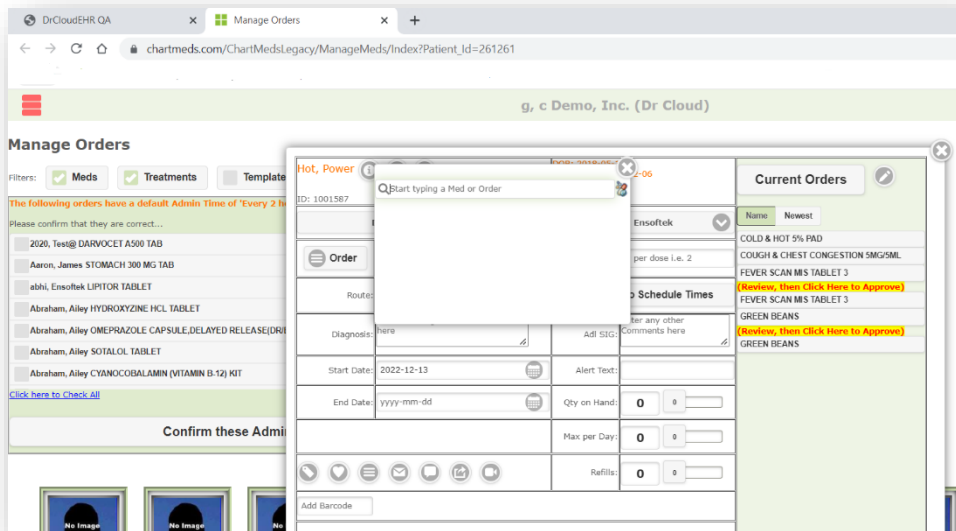 DrCloudEHR QA
Manage Orders
chartmeds.com/ChartMedsLegacy/ManageMeds/Index?Patient_Id=261261
g, c Demo, Inc. (Dr Cloud)
Manage Orders
Filters: Meds Treatments Template
The following orders have a default Admin Time of 'Every 2
Please confirm that they are correct...
2020, Test@ DARVOCET A500 TAB
Aaron, James STOMACH 300 MG TAB
abhi, Ensoftek LIPITOR TABLET
Abraham, Ailey HYDROXYZINE HCL TABLET
Abraham, Ailey OMEPRAZOLE CAPSULE,DELAYED
Abraham, Ailey SOTALOL TABLET
Abraham, Ailey CYANOCOBALAMIN (VITAMIN B-12) KIT
Click here to Check All
Confirm these
No Image
No Image
No
Hot, Power
ID: 1001587
Start typing a Med or Order
Ensoftek
Order
per dose i.e. 2
Route:
Schedule Times
Diagnosis:
here
Adl SIG:
any other
Comments here
Start Date: 2022-12-13
Alert Text:
End Date: yyyy-mm-dd
Qty on Hand: 0 0
Max per Day: 0 0
Refills: 0 0
Add Barcode
Current Orders
Name Newest
COLD & HOT 5% PAD
COUGH & CHEST CONGESTION 5MG/5ML
FEVER SCAN MIS TABLET 3
(Review, then Click Here to Approve)
FEVER SCAN MIS TABLET 3
GREEN BEANS
(Review, then Click Here to Approve)
GREEN BEANS